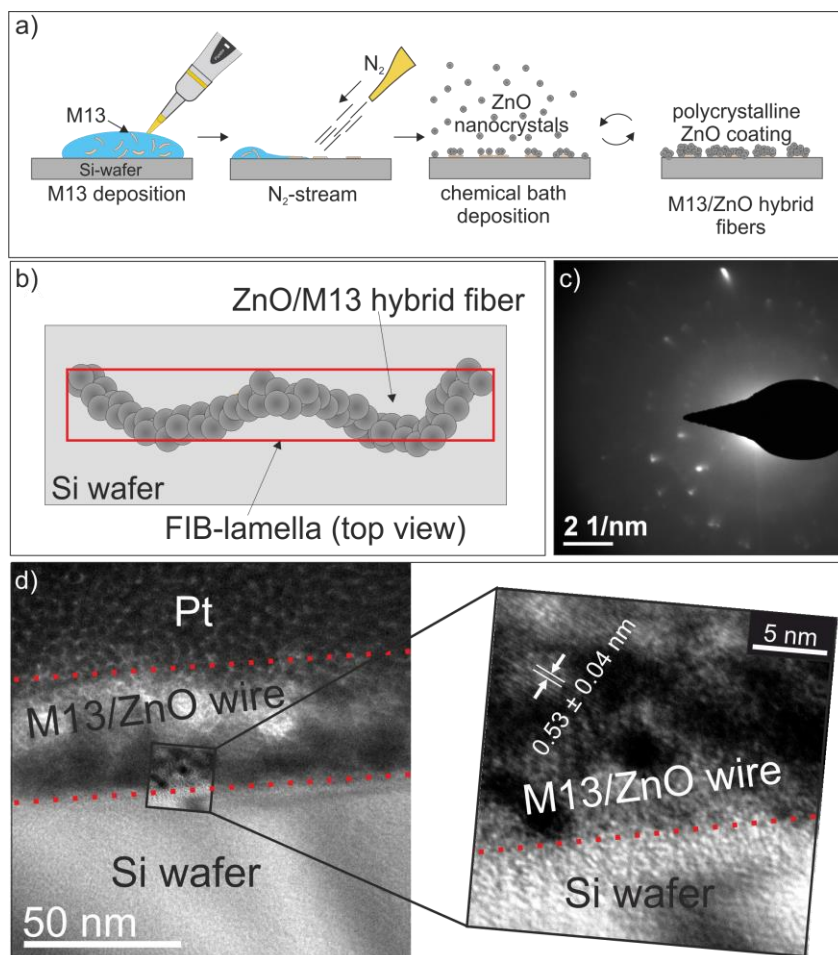 a)
M13
Si-wafer
M13 deposition
N₂
N₂-stream
ZnO
nanocrystals
chemical bath
deposition
polycrystalline
ZnO coating
M13/ZnO hybrid
fibers
b)
ZnO/M13 hybrid fiber
Si wafer
FIB-lamella (top view)
c)
2 1/nm
d)
Pt
M13/ZnO wire
Si wafer
50 nm
5 nm
0.53 ± 0.04 nm
M13/ZnO wire
Si wafer